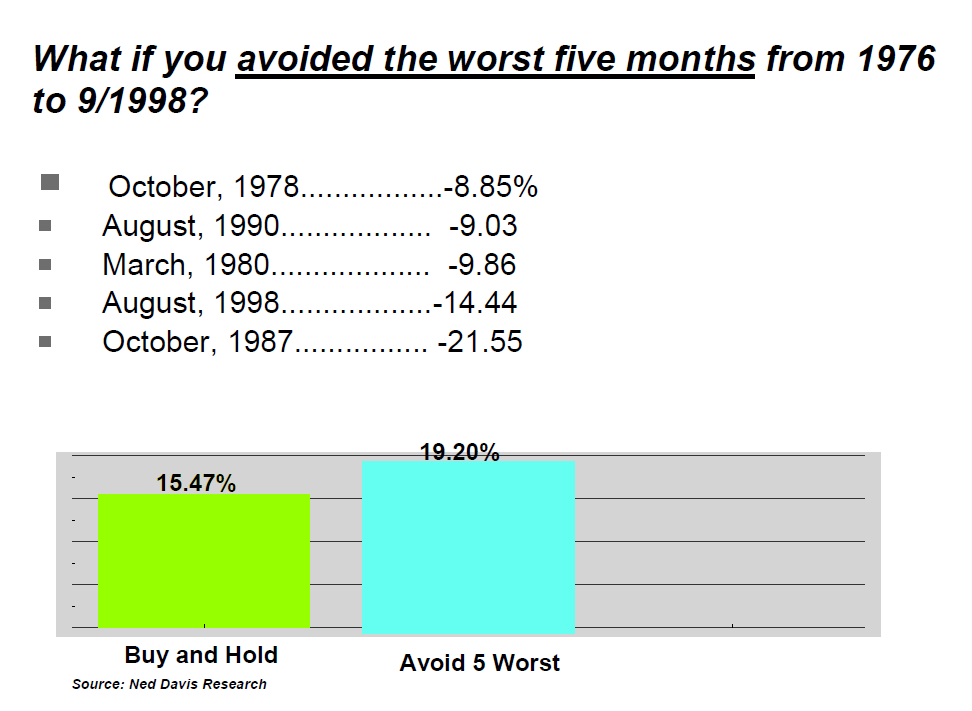 What if you avoided the worst five months from 1976
to 9/1998?
October, 1978.................-8.85%
August, 1990.................. -9.03
March, 1980................... -9.86
August, 1998..................-14.44
October, 1987................ -21.55
19.20%
15.47%
Buy and Hold
Avoid 5 Worst
Source: Ned Davis Research